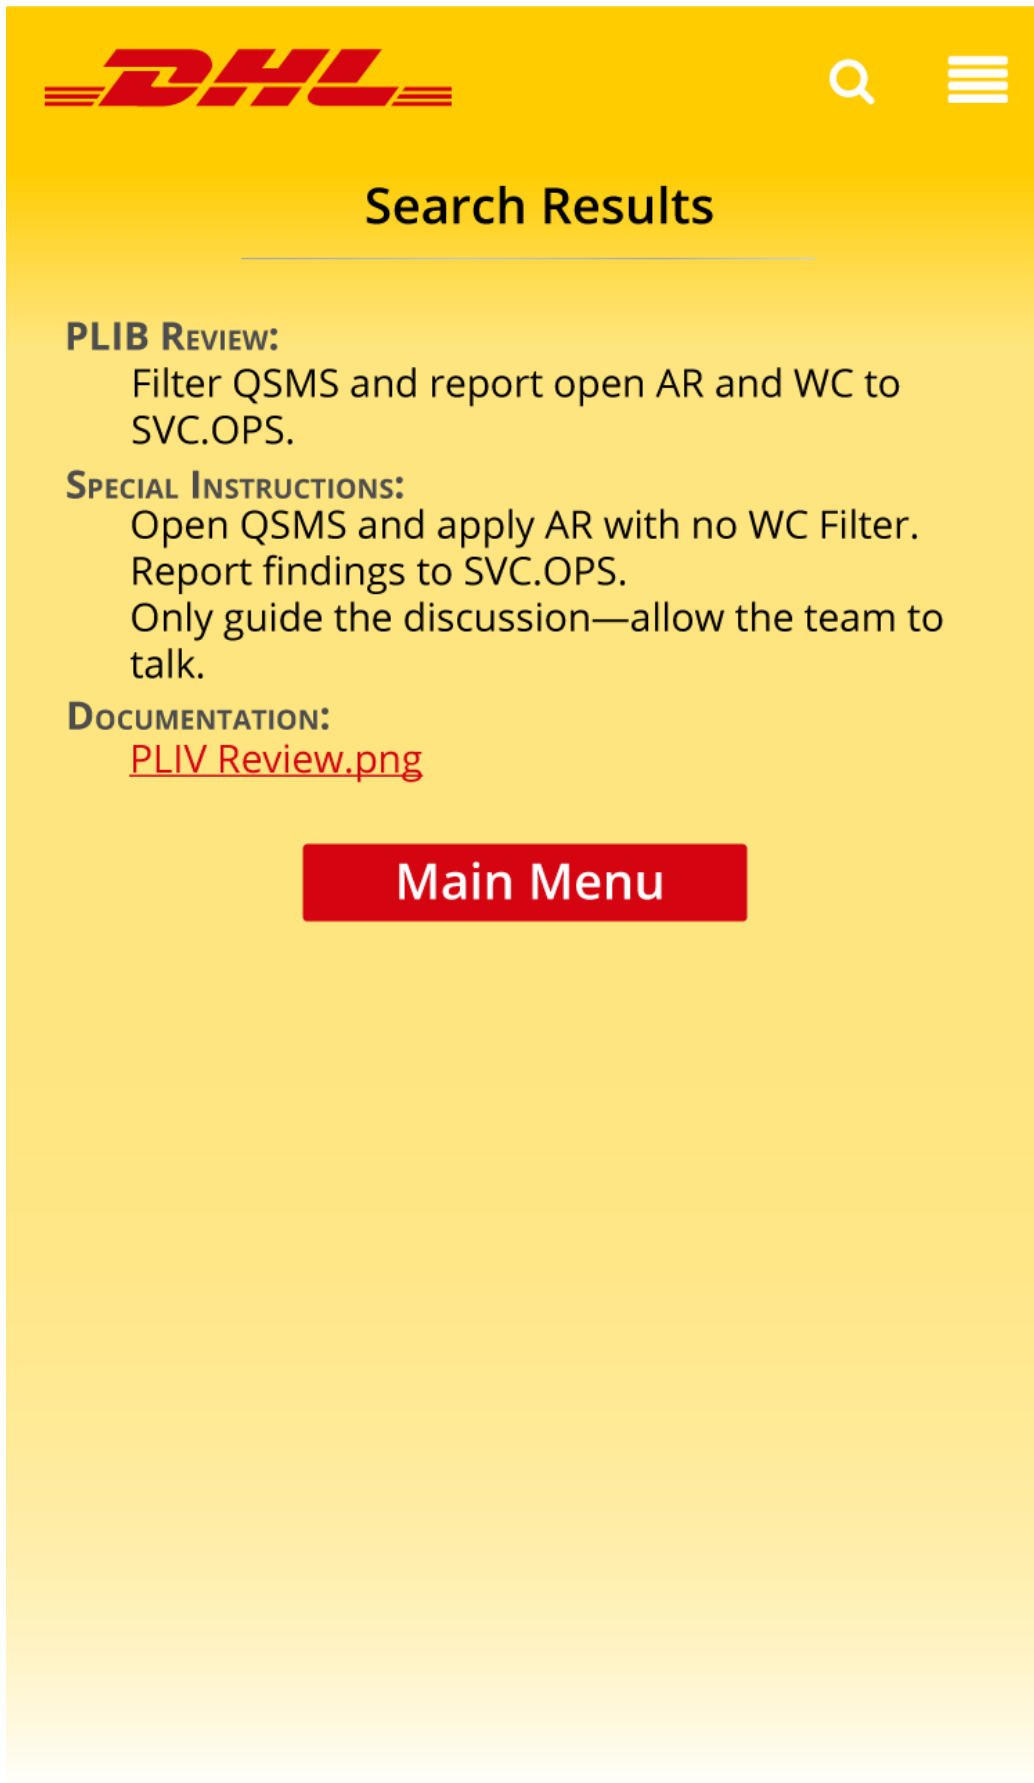 DHL
Search Results
PLIB Review:
Filter QSMS and report open AR and WC to
SVC.OPS.
Special Instructions:
Open QSMS and apply AR with no WC Filter.
Report findings to SVC.OPS.
Only guide the discussion—allow the team to
talk.
Documentation:
PLIV Review.png
Main Menu